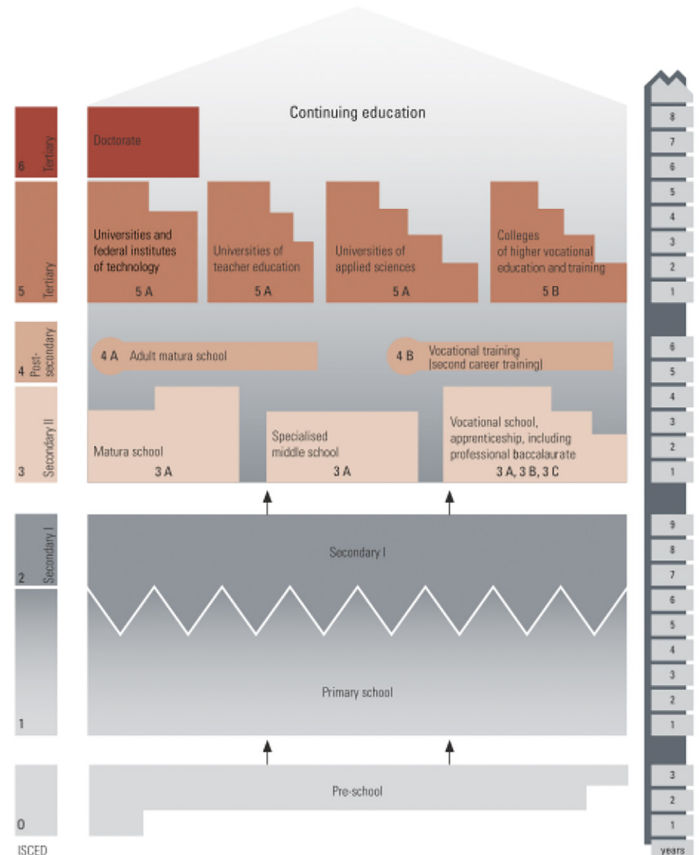 Continuing education
6 Tertiary
Doctorate
5 Tertiary
Universities and
federal institutes
of technology
5 A
Universities of
teacher education
5 A
Universities of
applied sciences
5 A
Colleges
of higher vocational
education and training
5 B
4 Post-
secondary
4 A Adult matura school
4 B Vocational training
(second career training)
3 Secondary II
Matura school
3 A
Specialised
middle school
3 A
Vocational school,
apprenticeship, including
professional baccalaurate
3 A, 3 B, 3 C
2 Secondary I
Secondary I
1
Primary school
0
Pre-school
ISCED
8
7
6
5
4
3
2
1
6
5
4
3
2
1
9
8
7
6
5
4
3
2
1
3
2
1
years